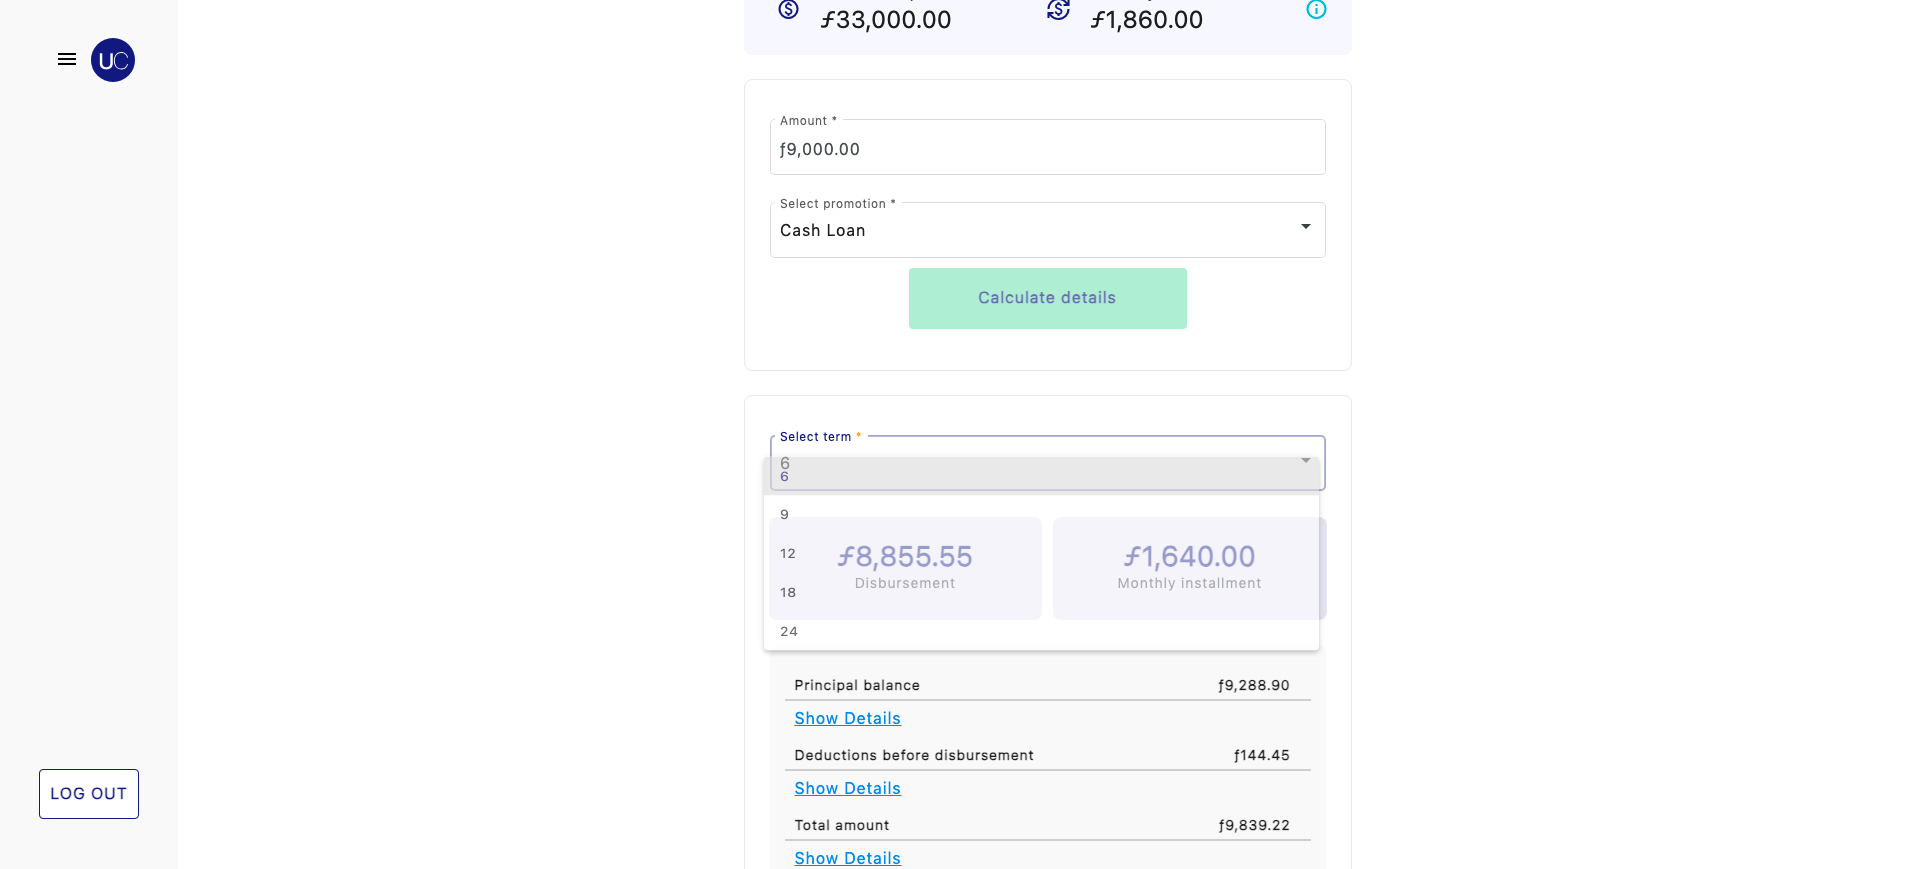 ƒ33,000.00
ƒ1,860.00
UC
Amount *
ƒ9,000.00
Select promotion *
Cash Loan
Calculate details
Select term *
6
6
9
12
18
24
ƒ8,855.55
Disbursement
ƒ1,640.00
Monthly installment
Principal balance ƒ9,288.90
Show Details
Deductions before disbursement ƒ144.45
Show Details
Total amount ƒ9,839.22
Show Details
LOG OUT